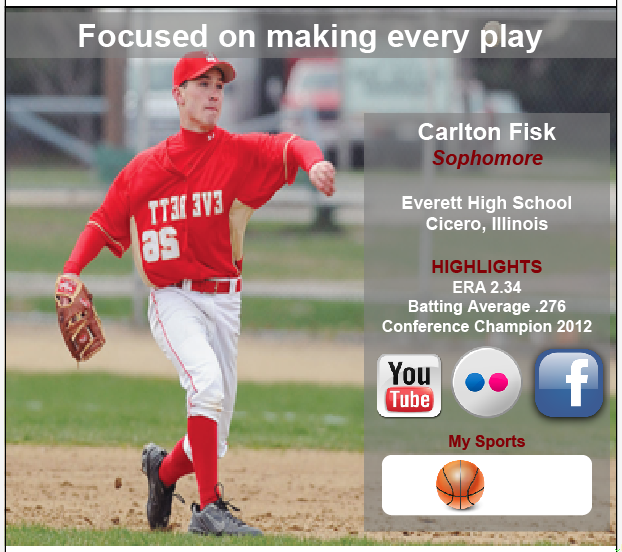 Focused on making every play
Carlton Fisk
Sophomore
Everett High School
Cicero, Illinois
HIGHLIGHTS
ERA 2.34
Batting Average .276
Conference Champion 2012
You
Tube
f
My Sports
EVERETT